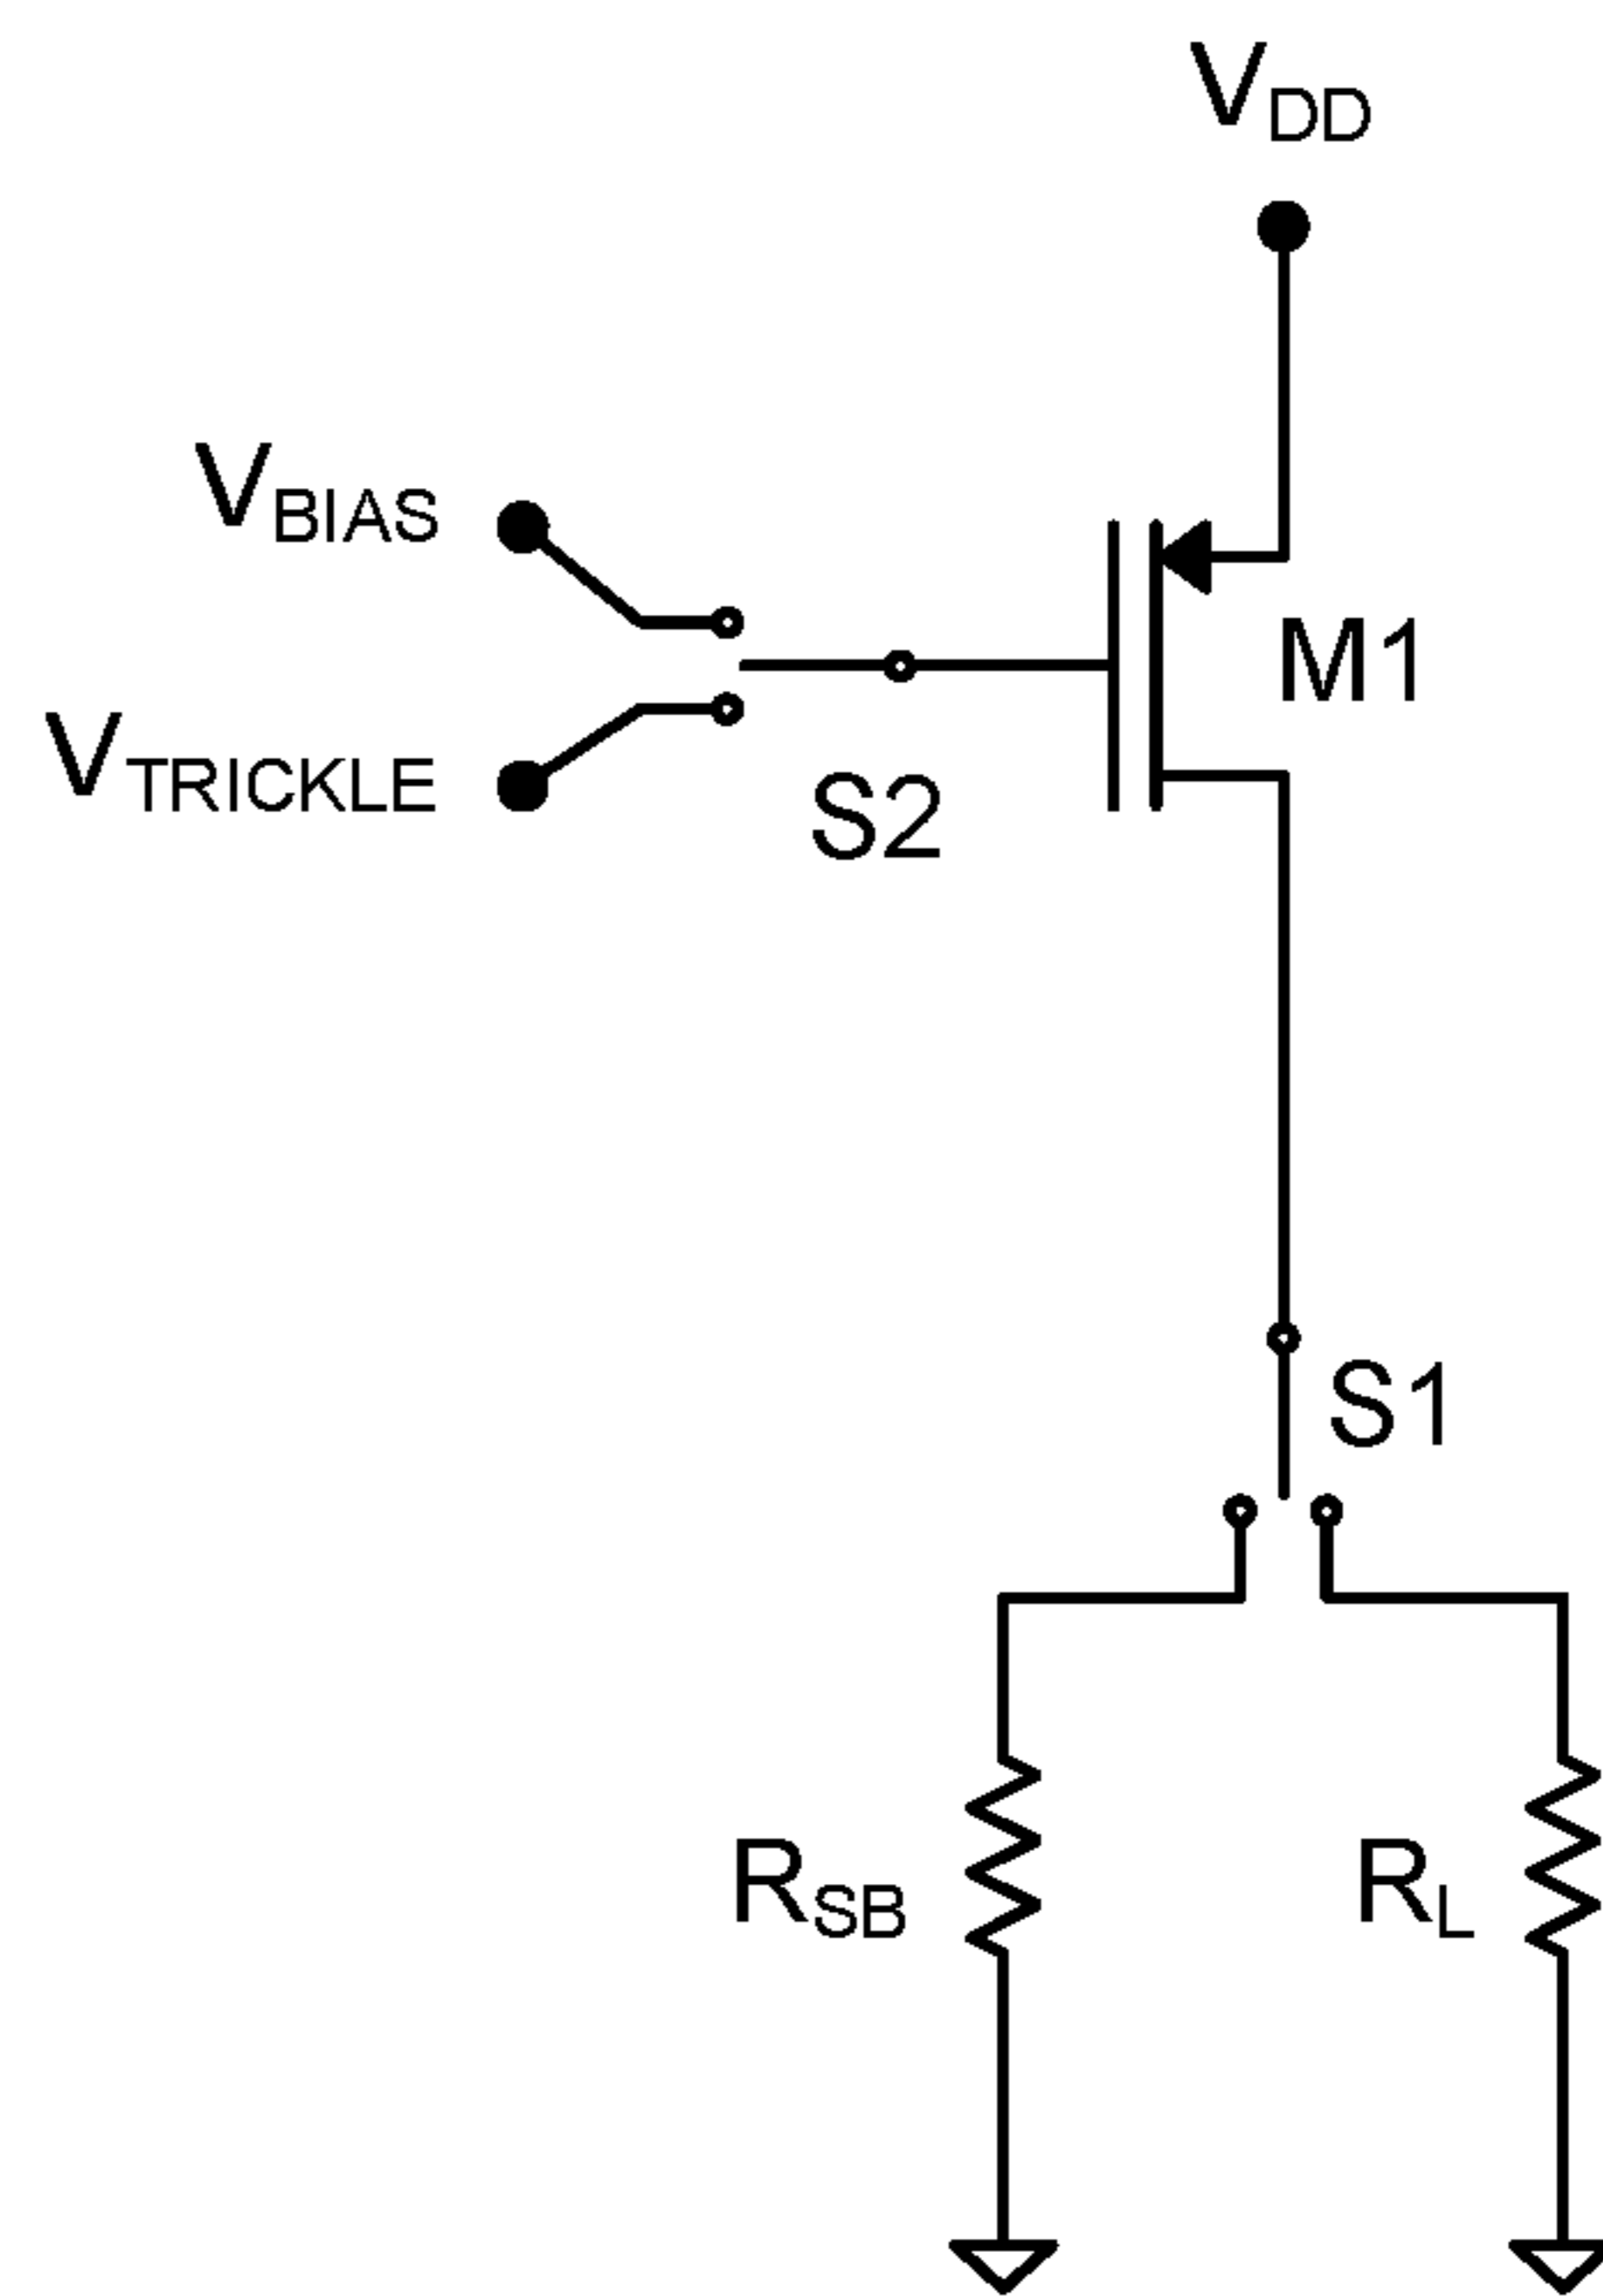 VDD
VBIAS
M1
VTRICKLE
S2
S1
RSB
RL